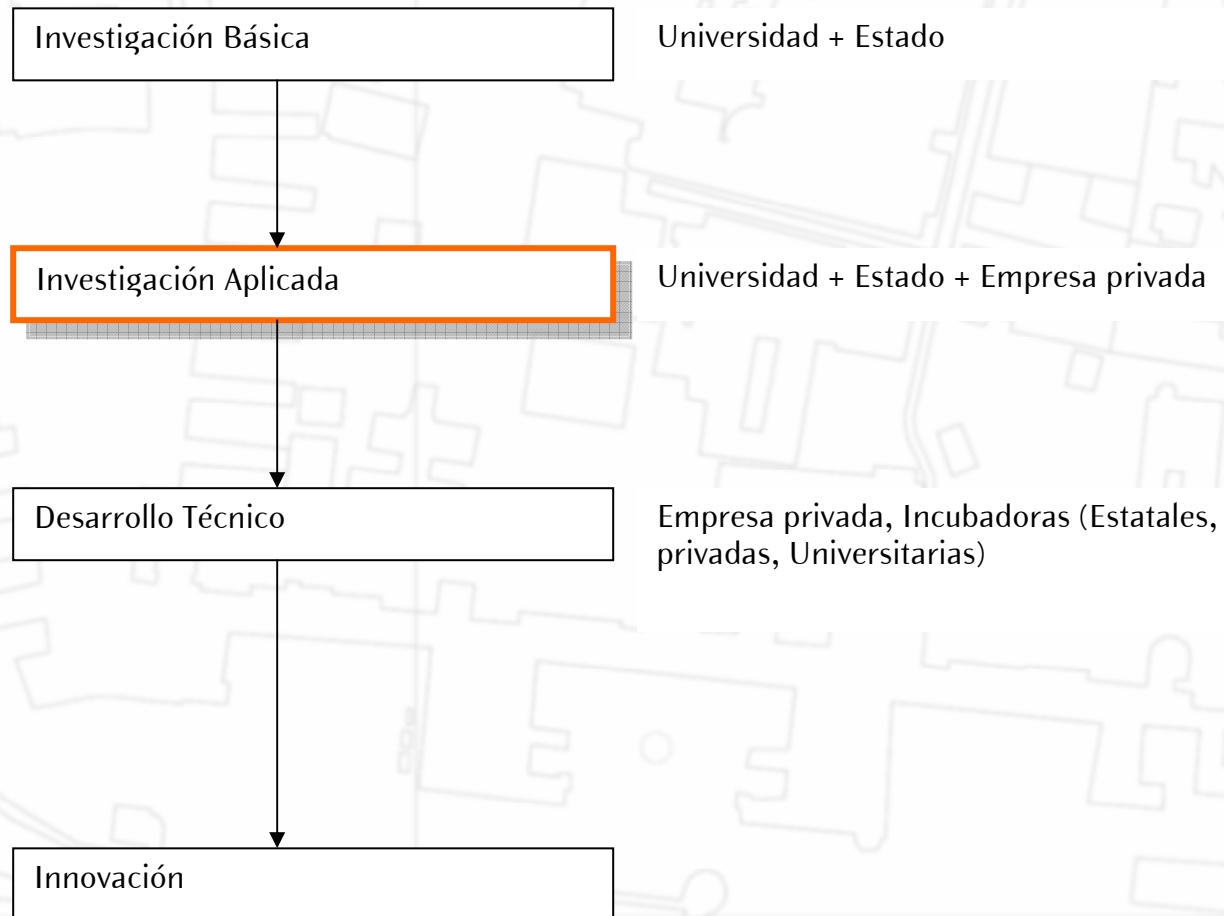 Investigación Básica
Universidad + Estado
Investigación Aplicada
Universidad + Estado + Empresa privada
Desarrollo Técnico
Empresa privada, Incubadoras (Estatales,
privadas, Universitarias)
Innovación